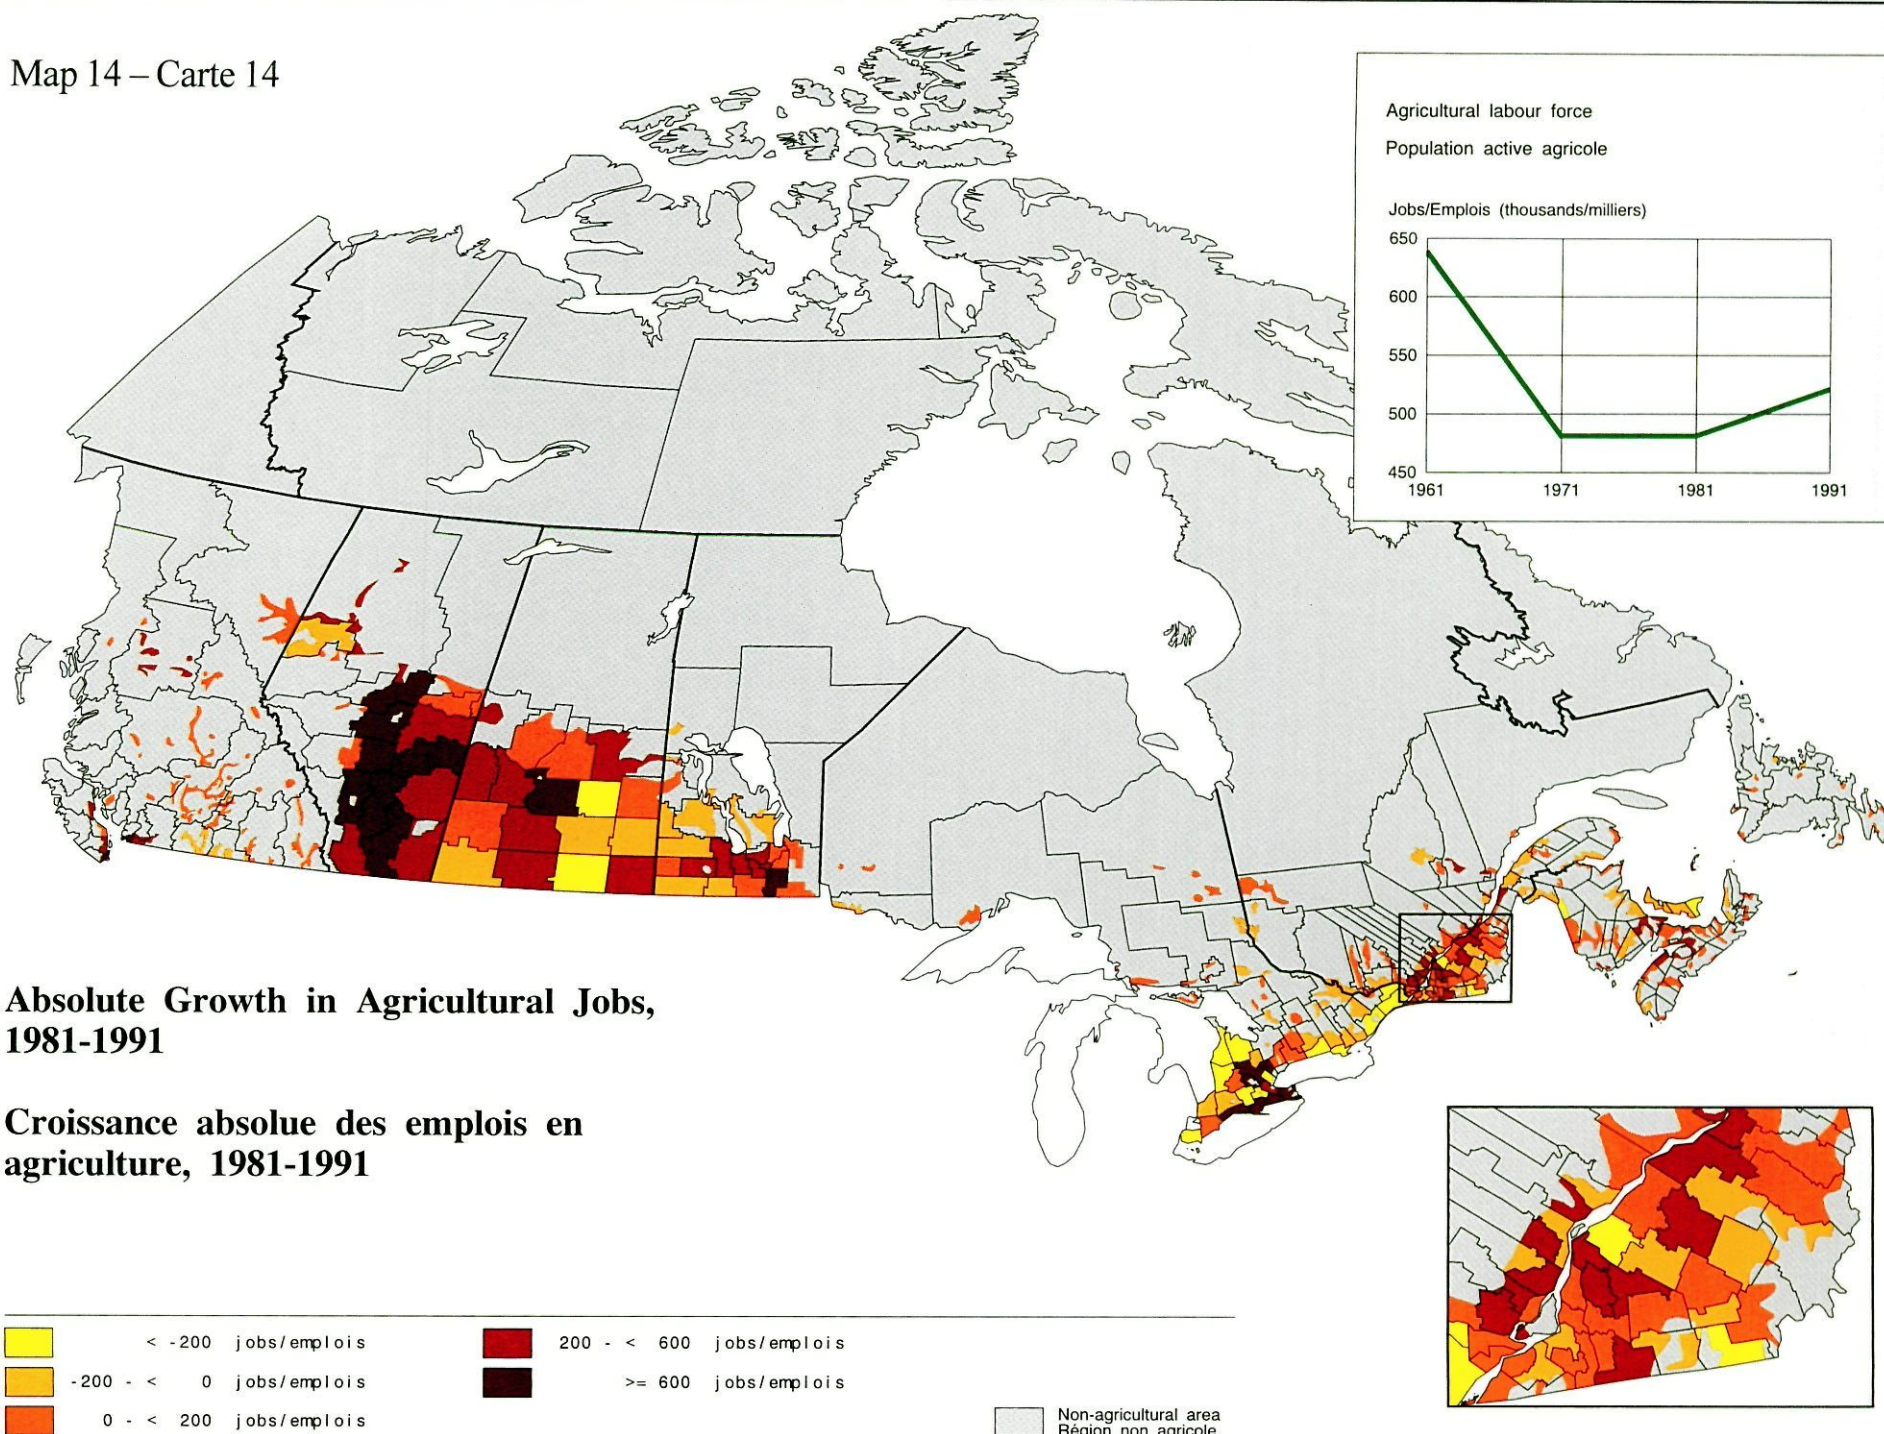 Map 14 – Carte 14
Agricultural labour force
Population active agricole
Jobs/Emplois (thousands/milliers)
650
600
550
500
450
1961 1971 1981 1991
Absolute Growth in Agricultural Jobs,
1981-1991
Croissance absolue des emplois en
agriculture, 1981-1991
< -200 jobs/emplois
-200 - < 0 jobs/emplois
0 - < 200 jobs/emplois
200 - < 600 jobs/emplois
>= 600 jobs/emplois
Non-agricultural area
Région non agricole